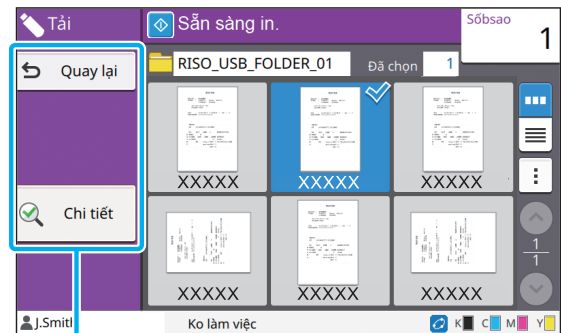 Tải
Sẵn sàng in.
Sốbsao
1
Quay lại
RISO_USB_FOLDER_01
Đã chọn
1
XXXXX
XXXXX
XXXXX
Chi tiết
1
1
XXXXX
XXXXX
XXXXX
J.Smith
Ko làm việc
K C M Y